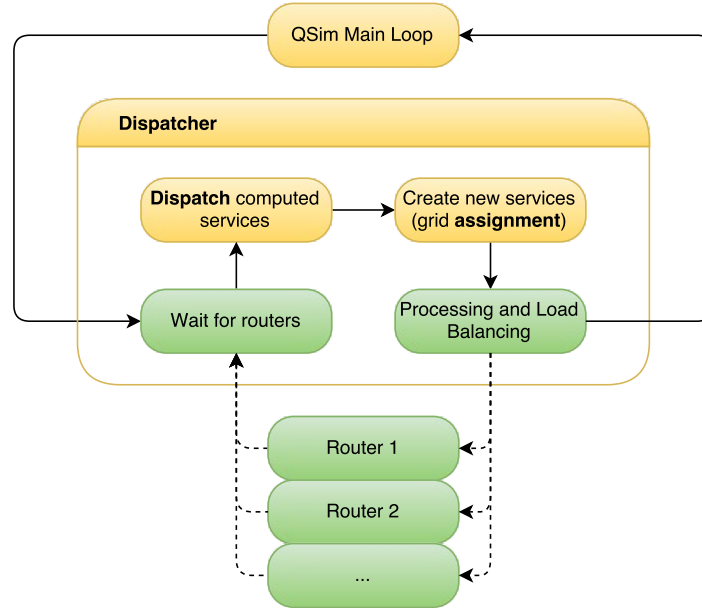 QSim Main Loop
Dispatcher
Dispatch computed
services
Create new services
(grid assignment)
Wait for routers
Processing and Load
Balancing
Router 1
Router 2
...